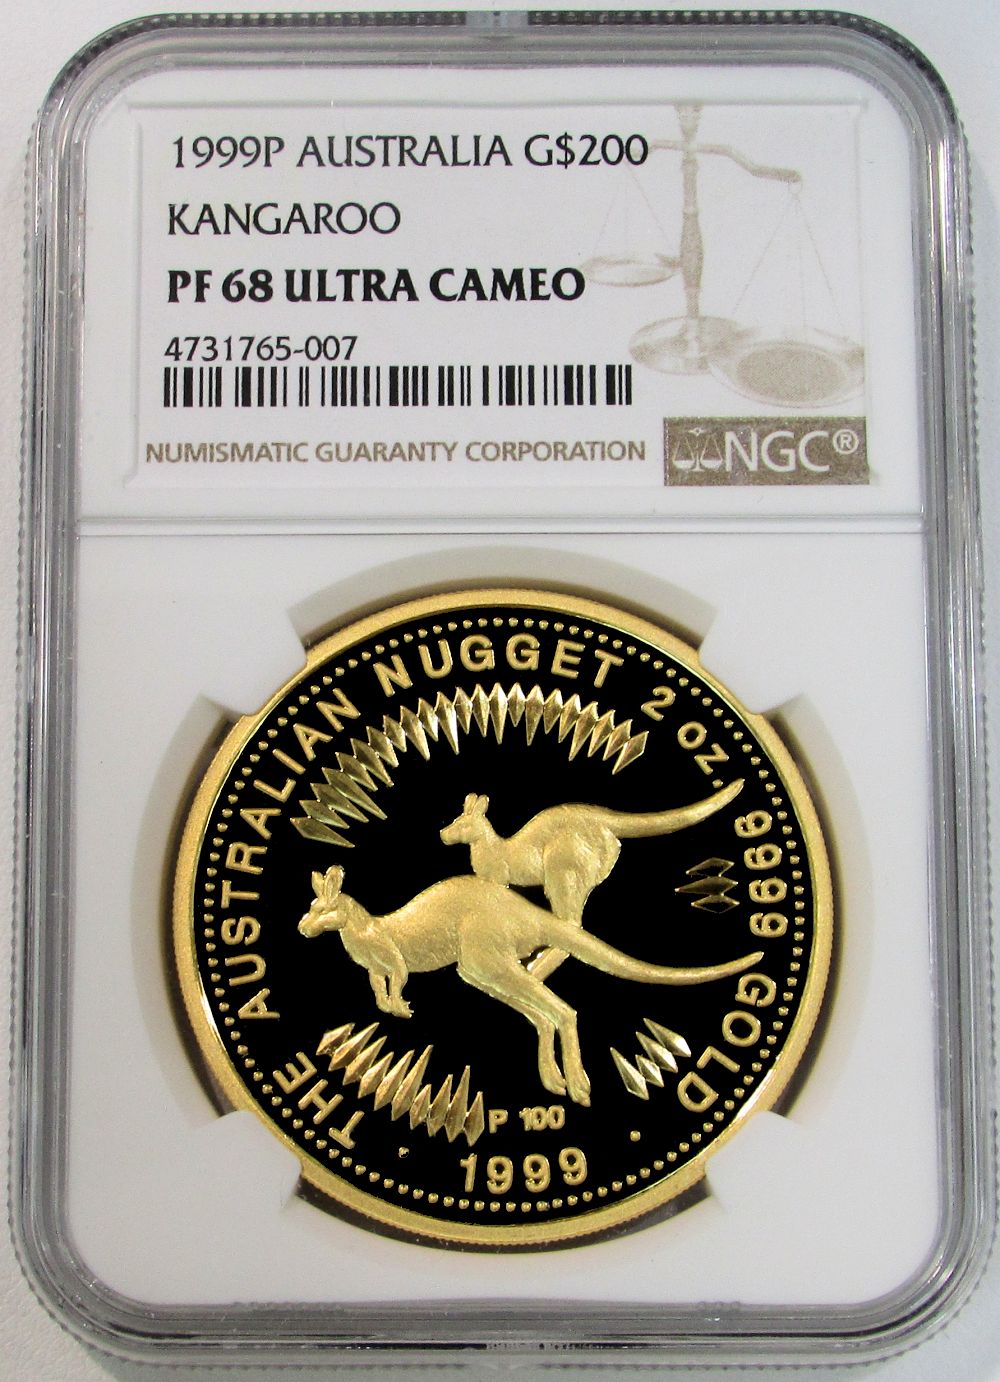 1999P AUSTRALIA G$200
KANGAROO
PF 68 ULTRA CAMEO
4731765-007
NUMISMATIC GUARANTY CORPORATION
NGC®
THE AUSTRALIAN NUGGET 2 OZ. 9999 GOLD
P 100
1999